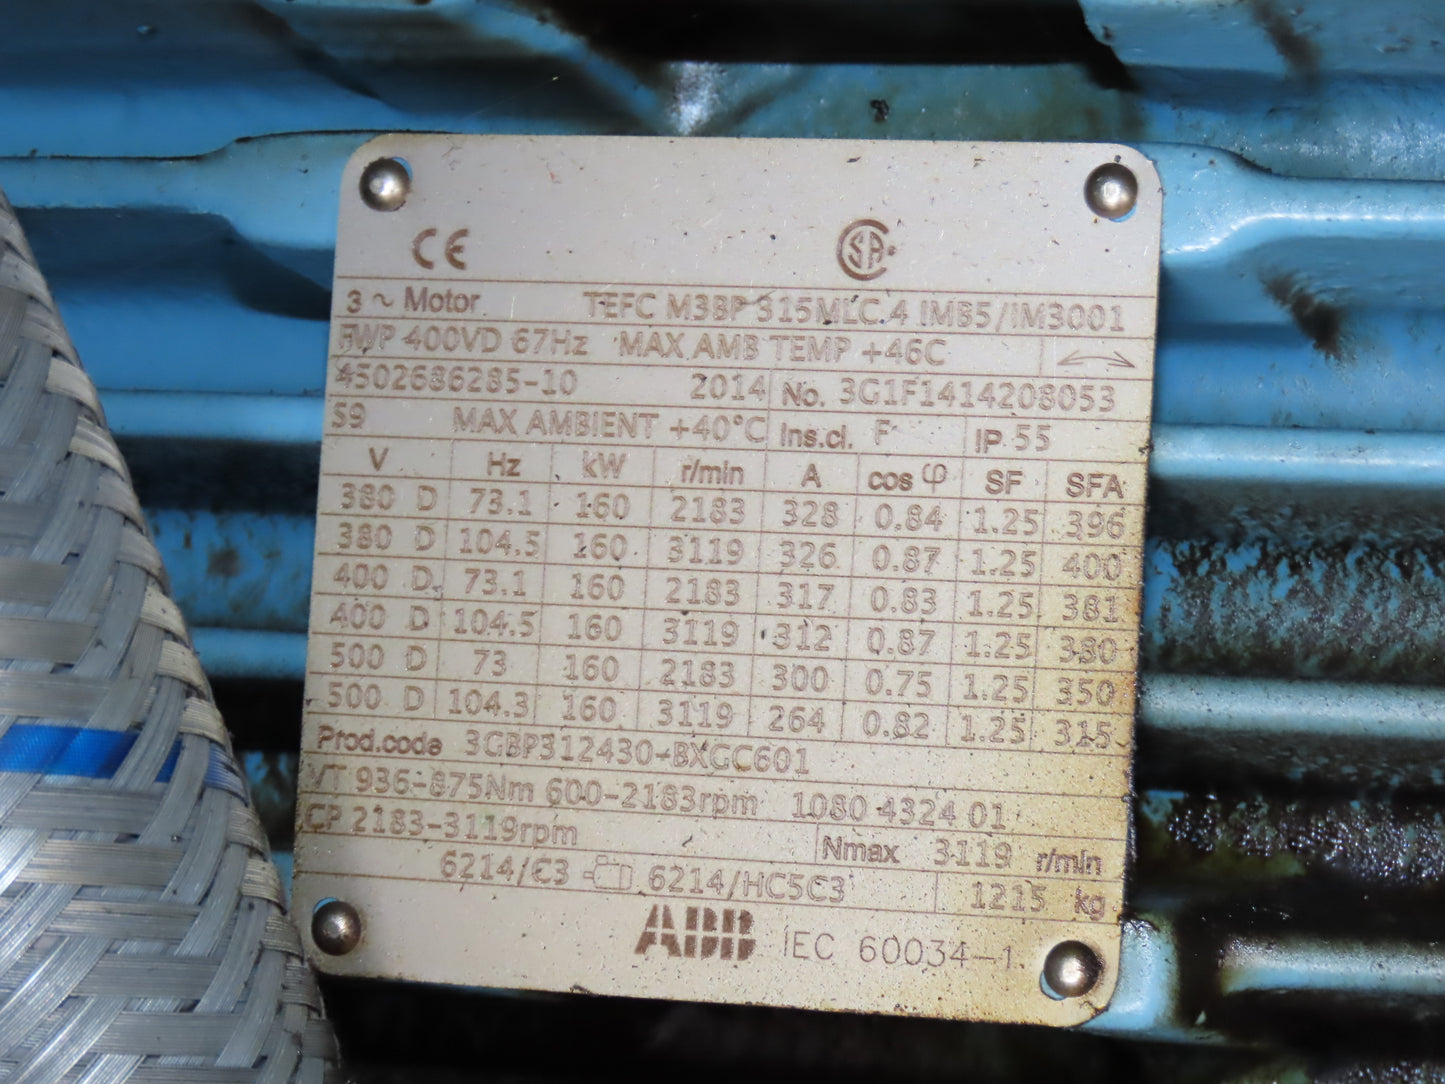 CE CSA
3 ~ Motor TEFC M3BP 315MLC 4 IMB5/IM3001
FWP 400VD 67Hz MAX AMB TEMP +46C
4502686285-10 2014 No. 3G1F1414208053
S9 MAX AMBIENT +40°C Ins.cl. F IP 55
V Hz kW r/min A cos φ SF SFA
380 D 73.1 160 2183 328 0.84 1.25 396
380 D 104.5 160 3119 326 0.87 1.25 400
400 D 73.1 160 2183 317 0.83 1.25 381
400 D 104.5 160 3119 312 0.87 1.25 380
500 D 73 160 2183 300 0.75 1.25 350
500 D 104.3 160 3119 264 0.82 1.25 315
Prod.code 3GBP312430-BXGC601
VT 936-875Nm 600-2183rpm 1080 4324 01
CP 2183-3119rpm Nmax 3119 r/min
6214/C3 6214/HC5C3 1215 kg
ABB IEC 60034-1